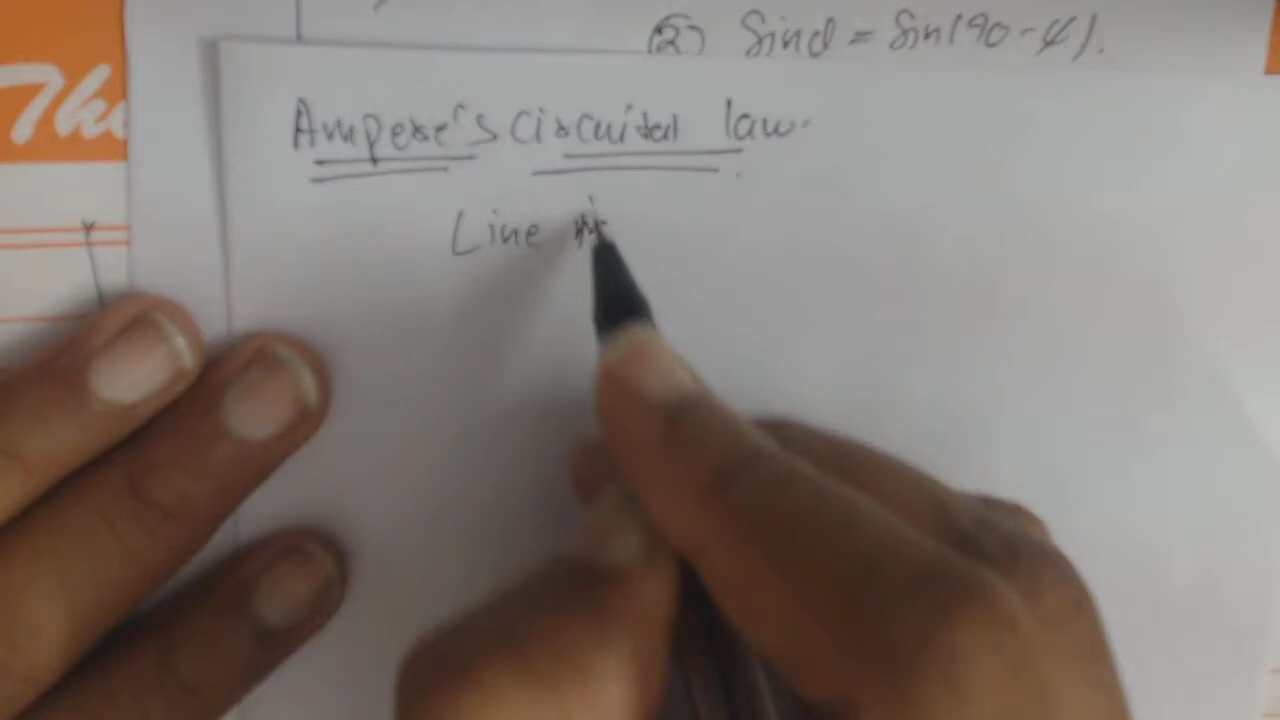 ② Sinθ = Sin(90-φ).
Ampere's Circuital law.
Line